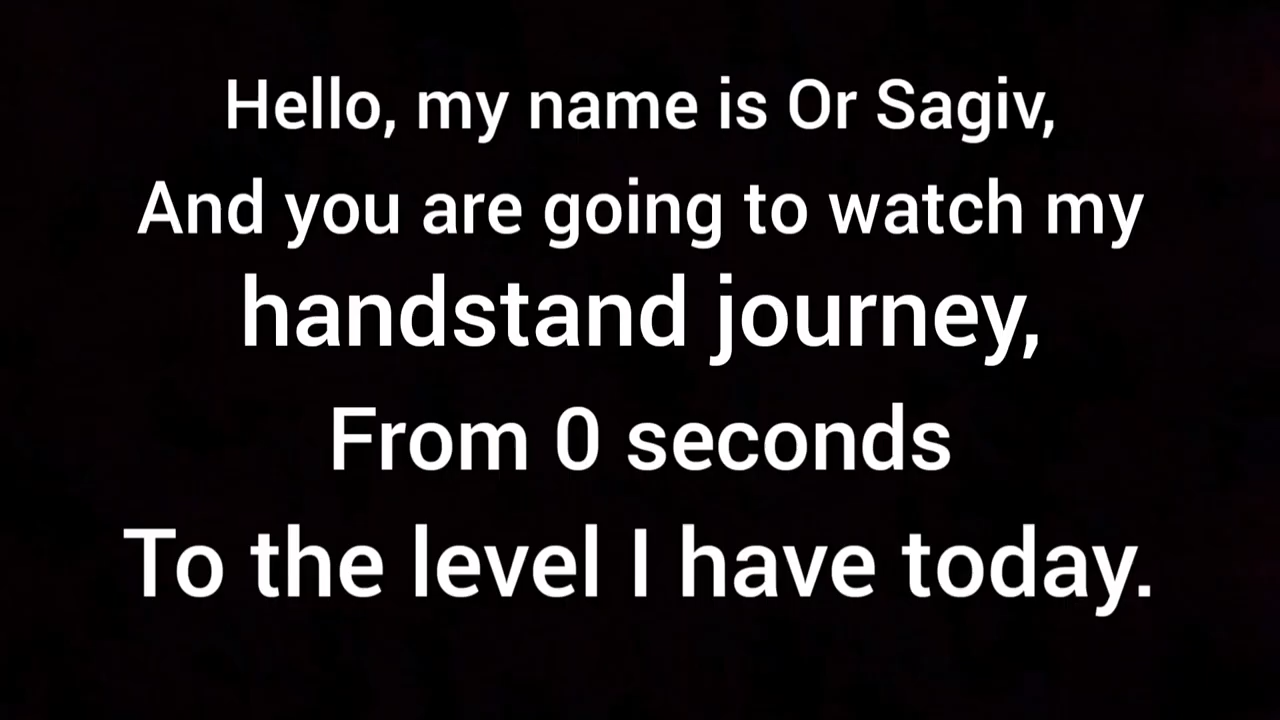 Hello, my name is Or Sagiv,
And you are going to watch my
handstand journey,
From 0 seconds
To the level I have today.